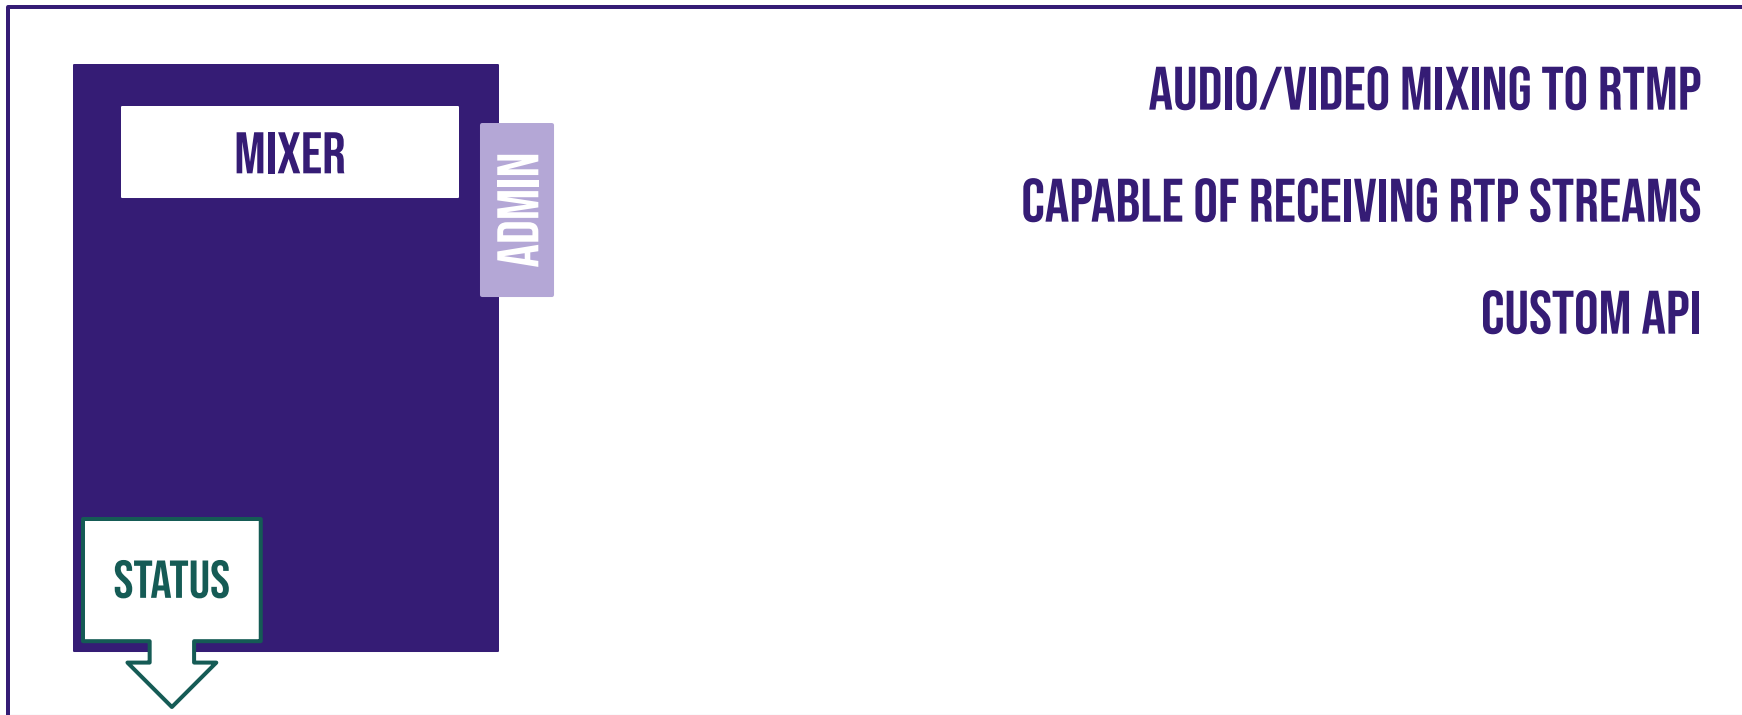 MIXER
ADMIN
STATUS
AUDIO/VIDEO MIXING TO RTMP
CAPABLE OF RECEIVING RTP STREAMS
CUSTOM API